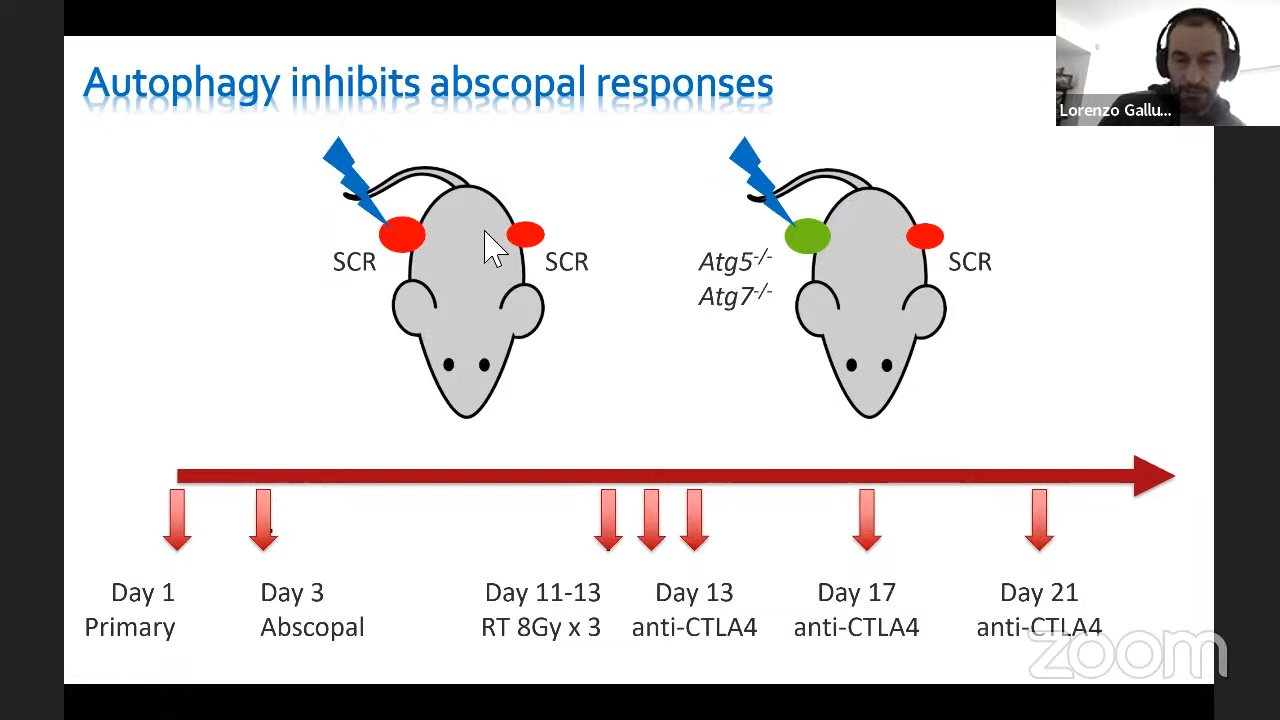 Autophagy inhibits abscopal responses
Lorenzo Gallu...
SCR
SCR
Atg5-/-
Atg7-/-
SCR
Day 1
Primary
Day 3
Abscopal
Day 11-13
RT 8Gy x 3
Day 13
anti-CTLA4
Day 17
anti-CTLA4
Day 21
anti-CTLA4
zoom